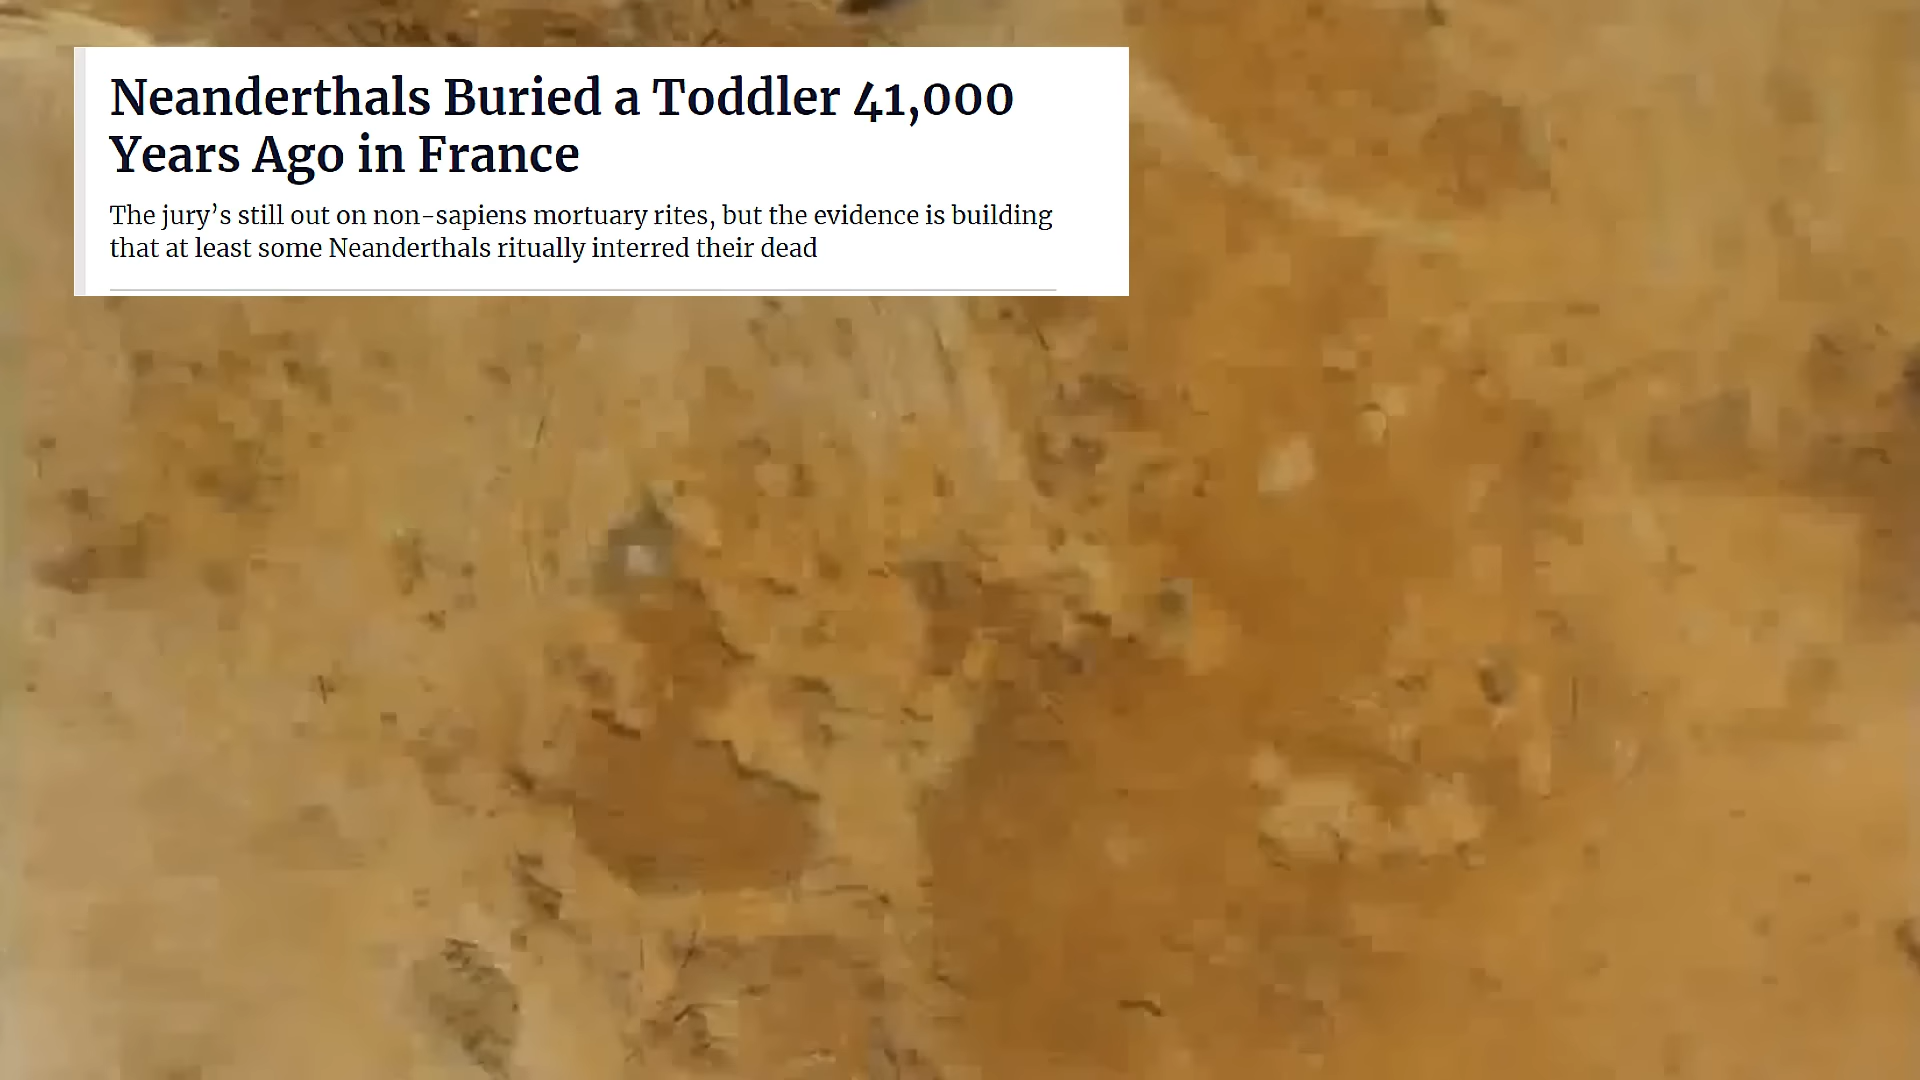 Neanderthals Buried a Toddler 41,000
Years Ago in France
The jury’s still out on non-sapiens mortuary rites, but the evidence is building
that at least some Neanderthals ritually interred their dead